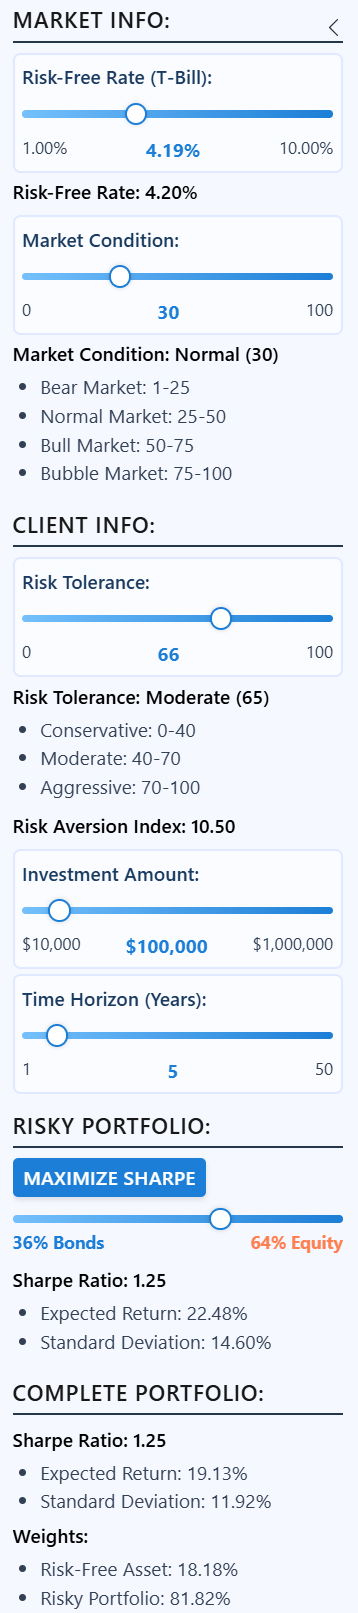 MARKET INFO:
Risk-Free Rate (T-Bill):
1.00% 4.19% 10.00%
Risk-Free Rate: 4.20%
Market Condition:
0 30 100
Market Condition: Normal (30)
Bear Market: 1-25
Normal Market: 25-50
Bull Market: 50-75
Bubble Market: 75-100
CLIENT INFO:
Risk Tolerance:
0 66 100
Risk Tolerance: Moderate (65)
Conservative: 0-40
Moderate: 40-70
Aggressive: 70-100
Risk Aversion Index: 10.50
Investment Amount:
$10,000 $100,000 $1,000,000
Time Horizon (Years):
1 5 50
RISKY PORTFOLIO:
MAXIMIZE SHARPE
36% Bonds 64% Equity
Sharpe Ratio: 1.25
Expected Return: 22.48%
Standard Deviation: 14.60%
COMPLETE PORTFOLIO:
Sharpe Ratio: 1.25
Expected Return: 19.13%
Standard Deviation: 11.92%
Weights:
Risk-Free Asset: 18.18%
Risky Portfolio: 81.82%